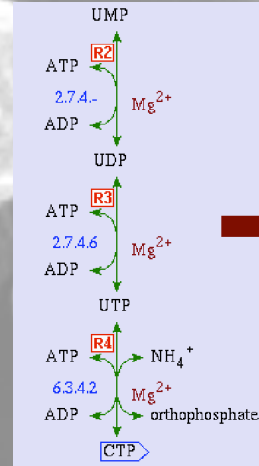 UMP
R2
ATP
2.7.4.-
Mg2+
ADP
UDP
R3
ATP
2.7.4.6
Mg2+
ADP
UTP
R4
ATP NH4+
6.3.4.2 Mg2+
ADP orthophosphate
CTP